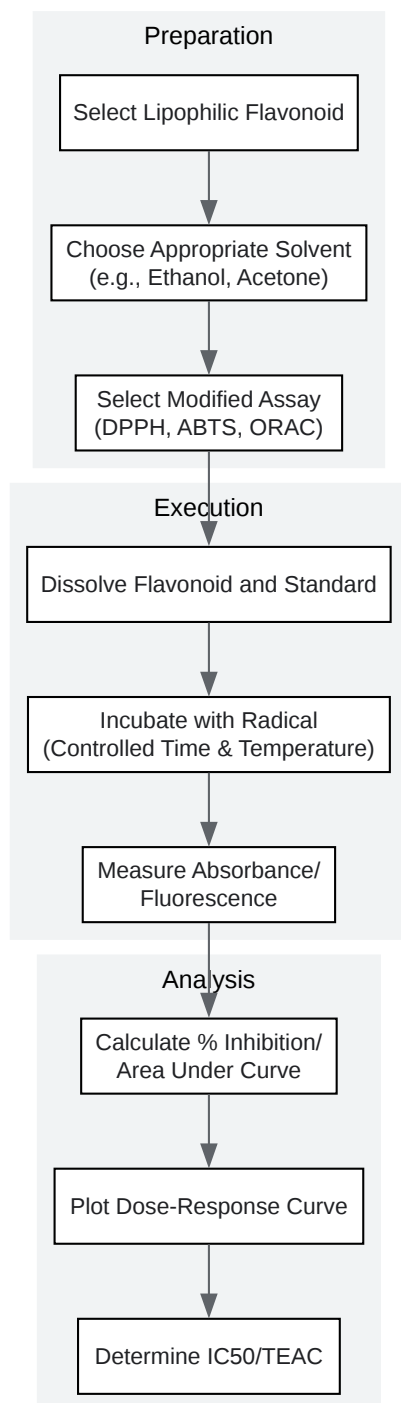 Preparation
Select Lipophilic Flavonoid
Choose Appropriate Solvent
(e.g., Ethanol, Acetone)
Select Modified Assay
(DPPH, ABTS, ORAC)
Execution
Dissolve Flavonoid and Standard
Incubate with Radical
(Controlled Time & Temperature)
Measure Absorbance/
Fluorescence
Analysis
Calculate % Inhibition/
Area Under Curve
Plot Dose-Response Curve
Determine IC50/TEAC